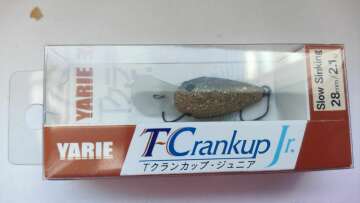 YARIE
Slow Sinking
28mm/2.1g
YARIE
T-Crankup Jr.
Tクランカップ・ジュニア